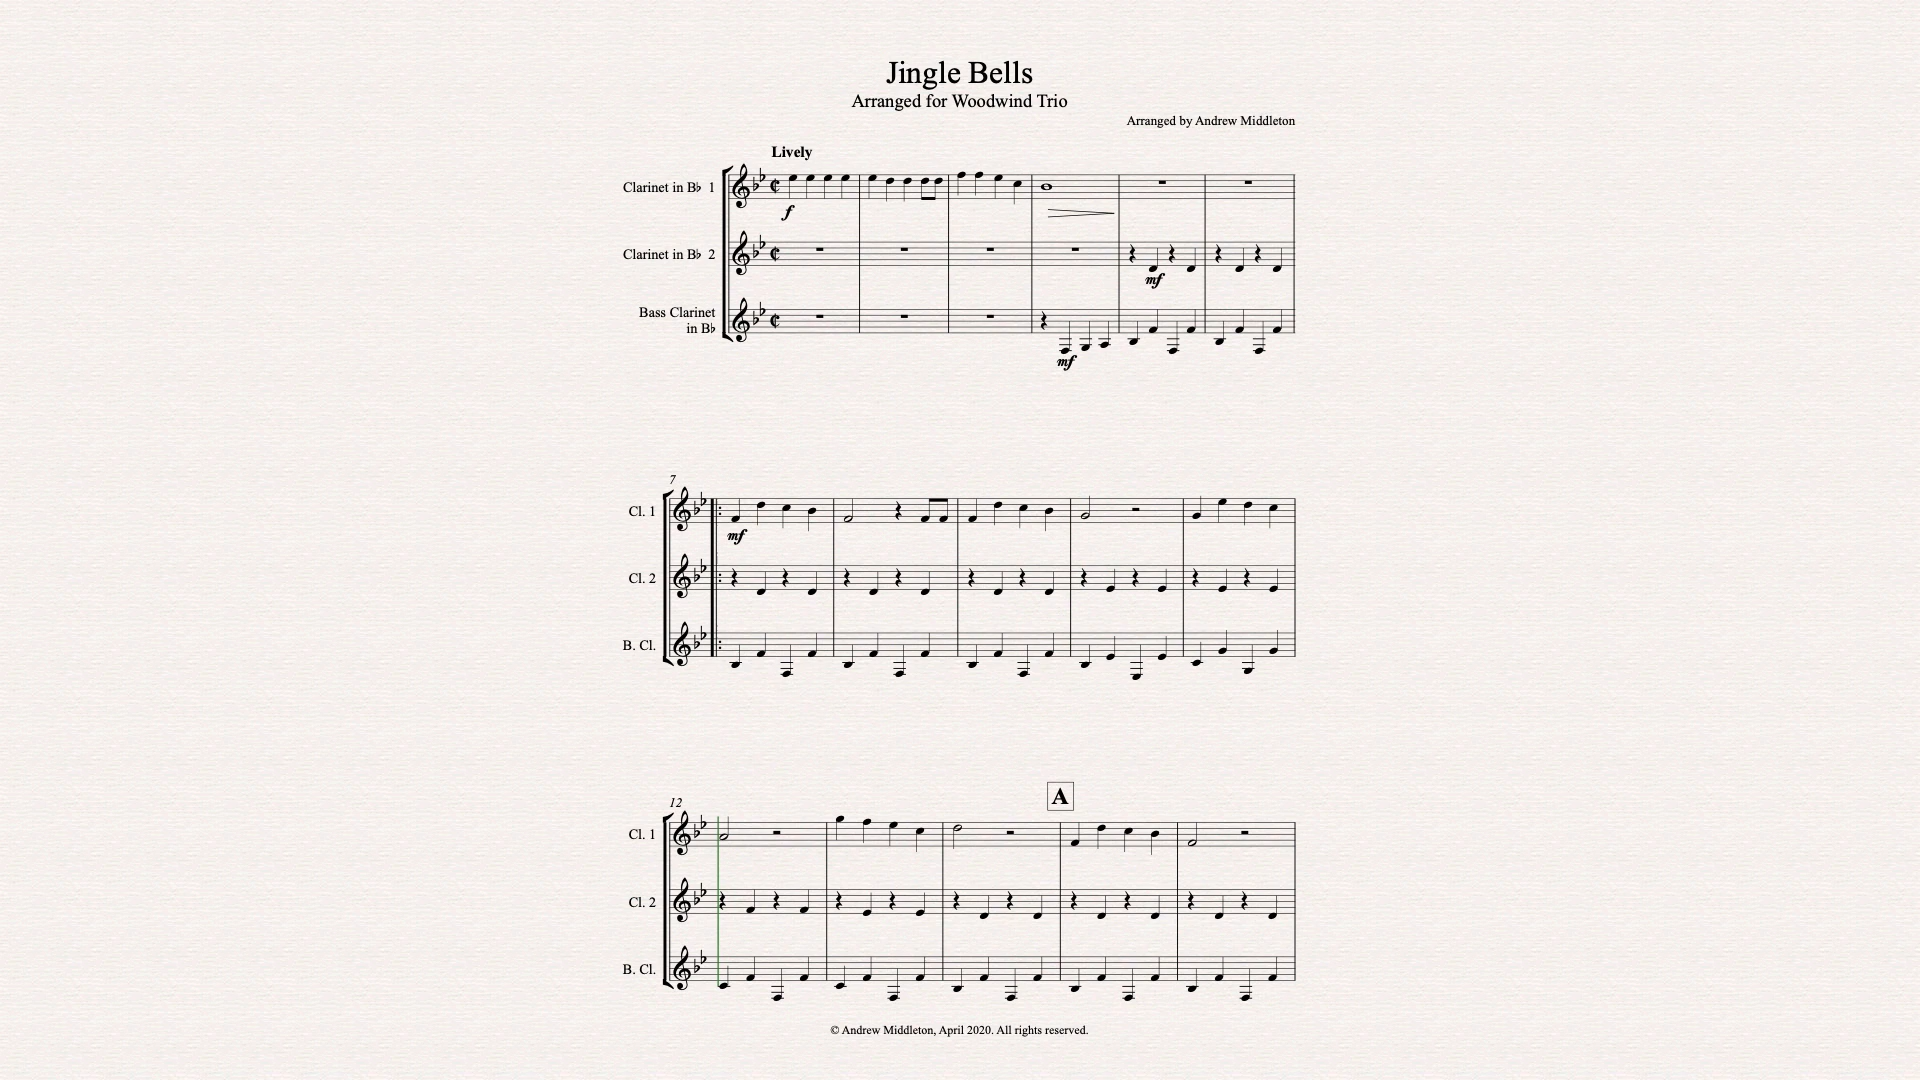 Jingle Bells
Arranged for Woodwind Trio
Arranged by Andrew Middleton
Lively
Clarinet in B♭ 1
f
Clarinet in B♭ 2
mf
Bass Clarinet
in B♭
mf
7
Cl. 1
mf
Cl. 2
B. Cl.
A
12
Cl. 1
Cl. 2
B. Cl.
© Andrew Middleton, April 2020. All rights reserved.